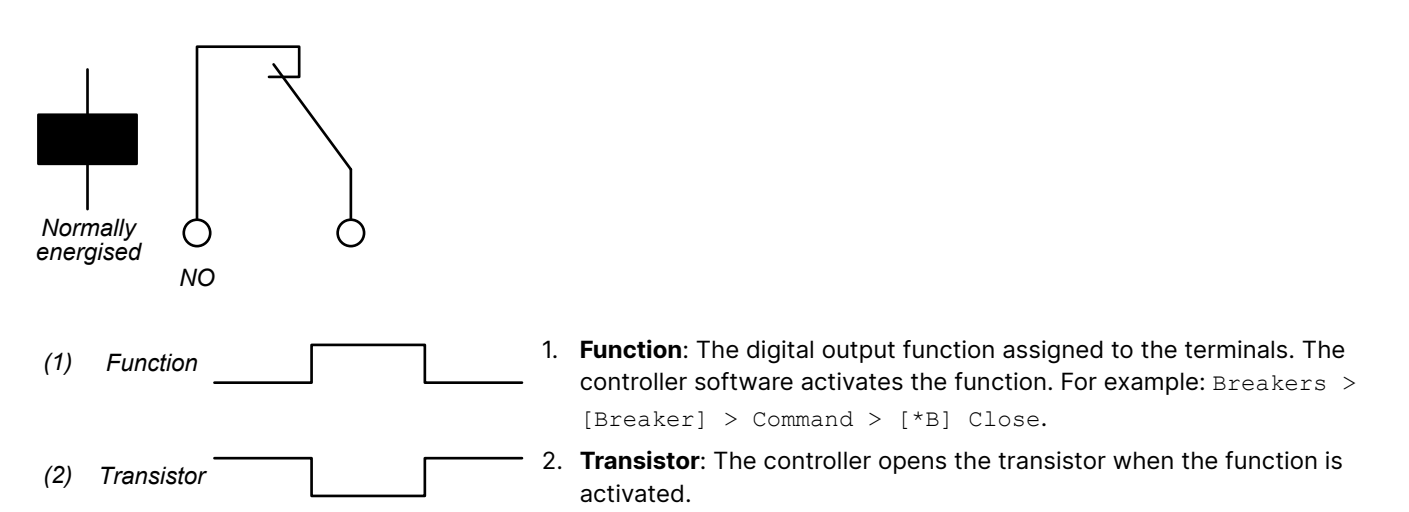 Normally
energised
NO
(1) Function
1. Function: The digital output function assigned to the terminals. The
controller software activates the function. For example: Breakers >
[Breaker] > Command > [*B] Close.
(2) Transistor
2. Transistor: The controller opens the transistor when the function is
activated.